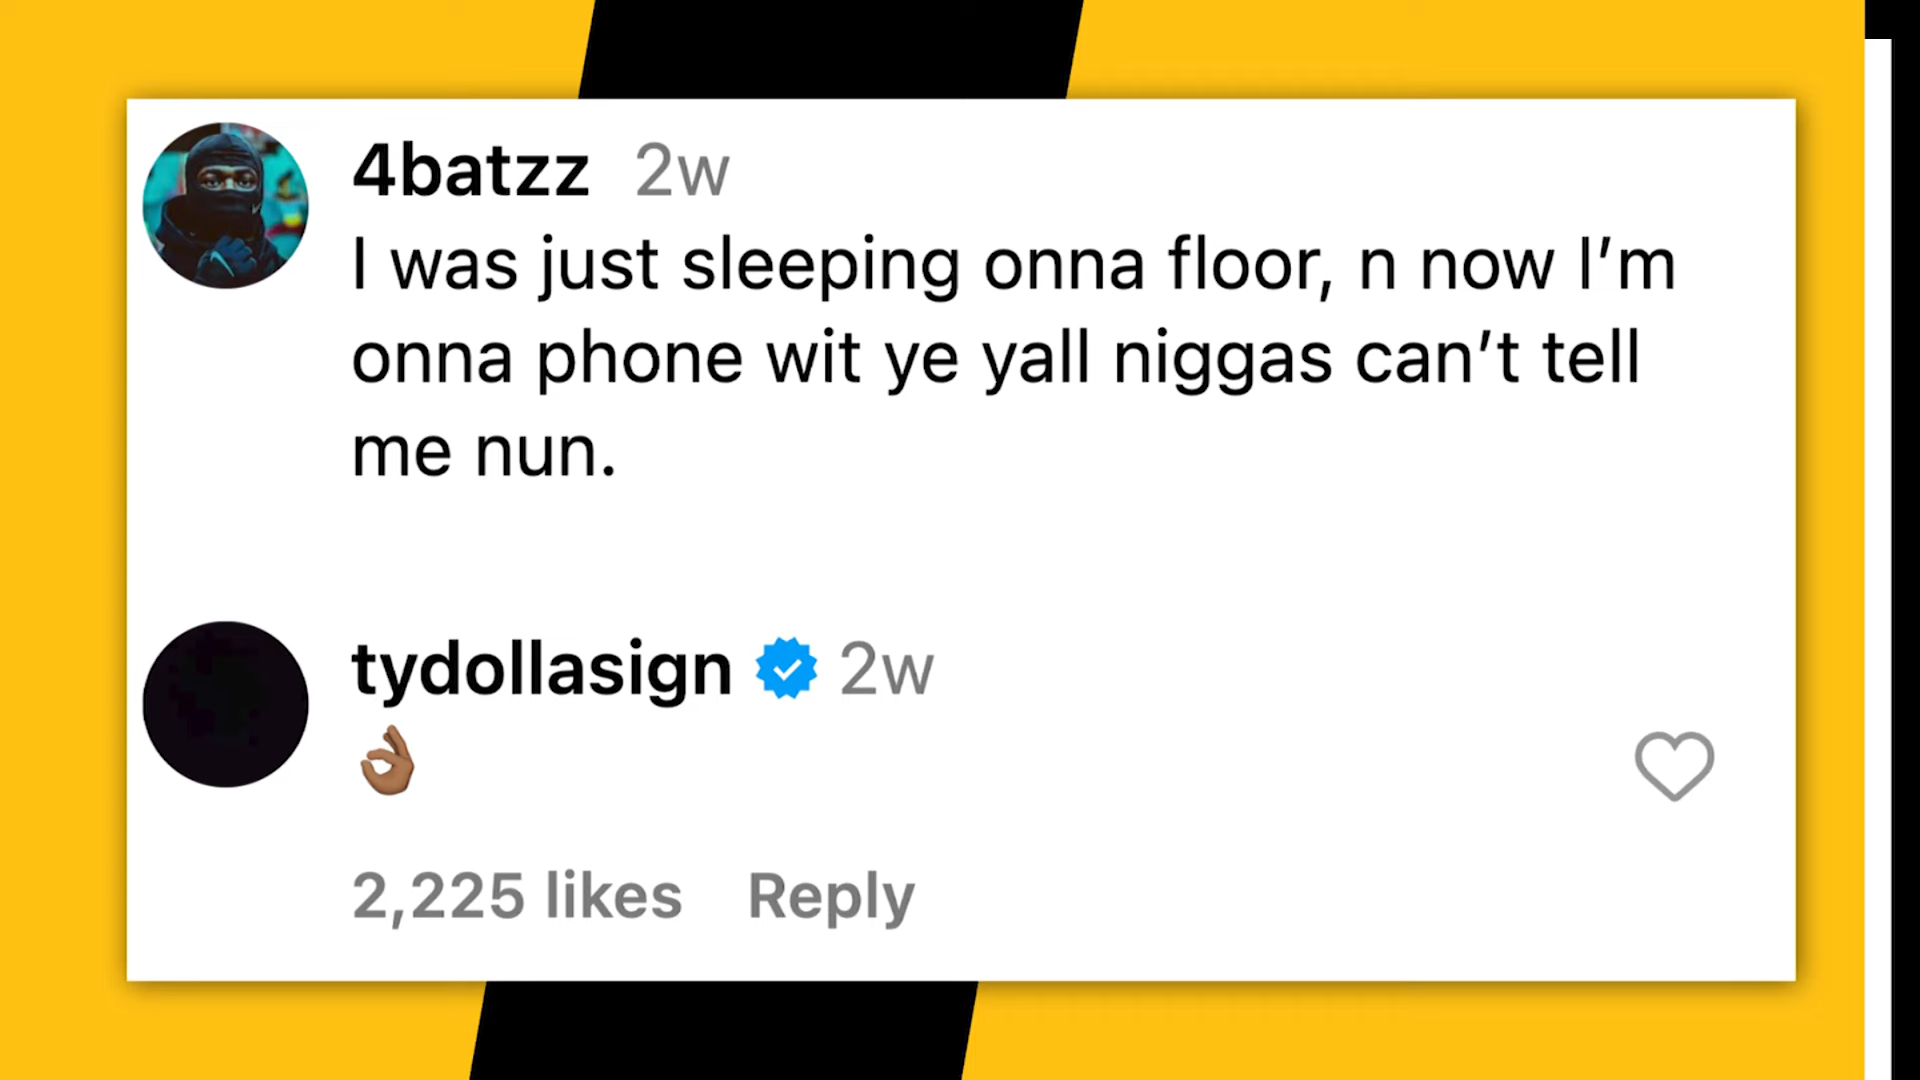 4batzz 2w
I was just sleeping onna floor, n now I’m
onna phone wit ye yall niggas can’t tell
me nun.
tydollasign 2w
👌🏾
2,225 likes Reply